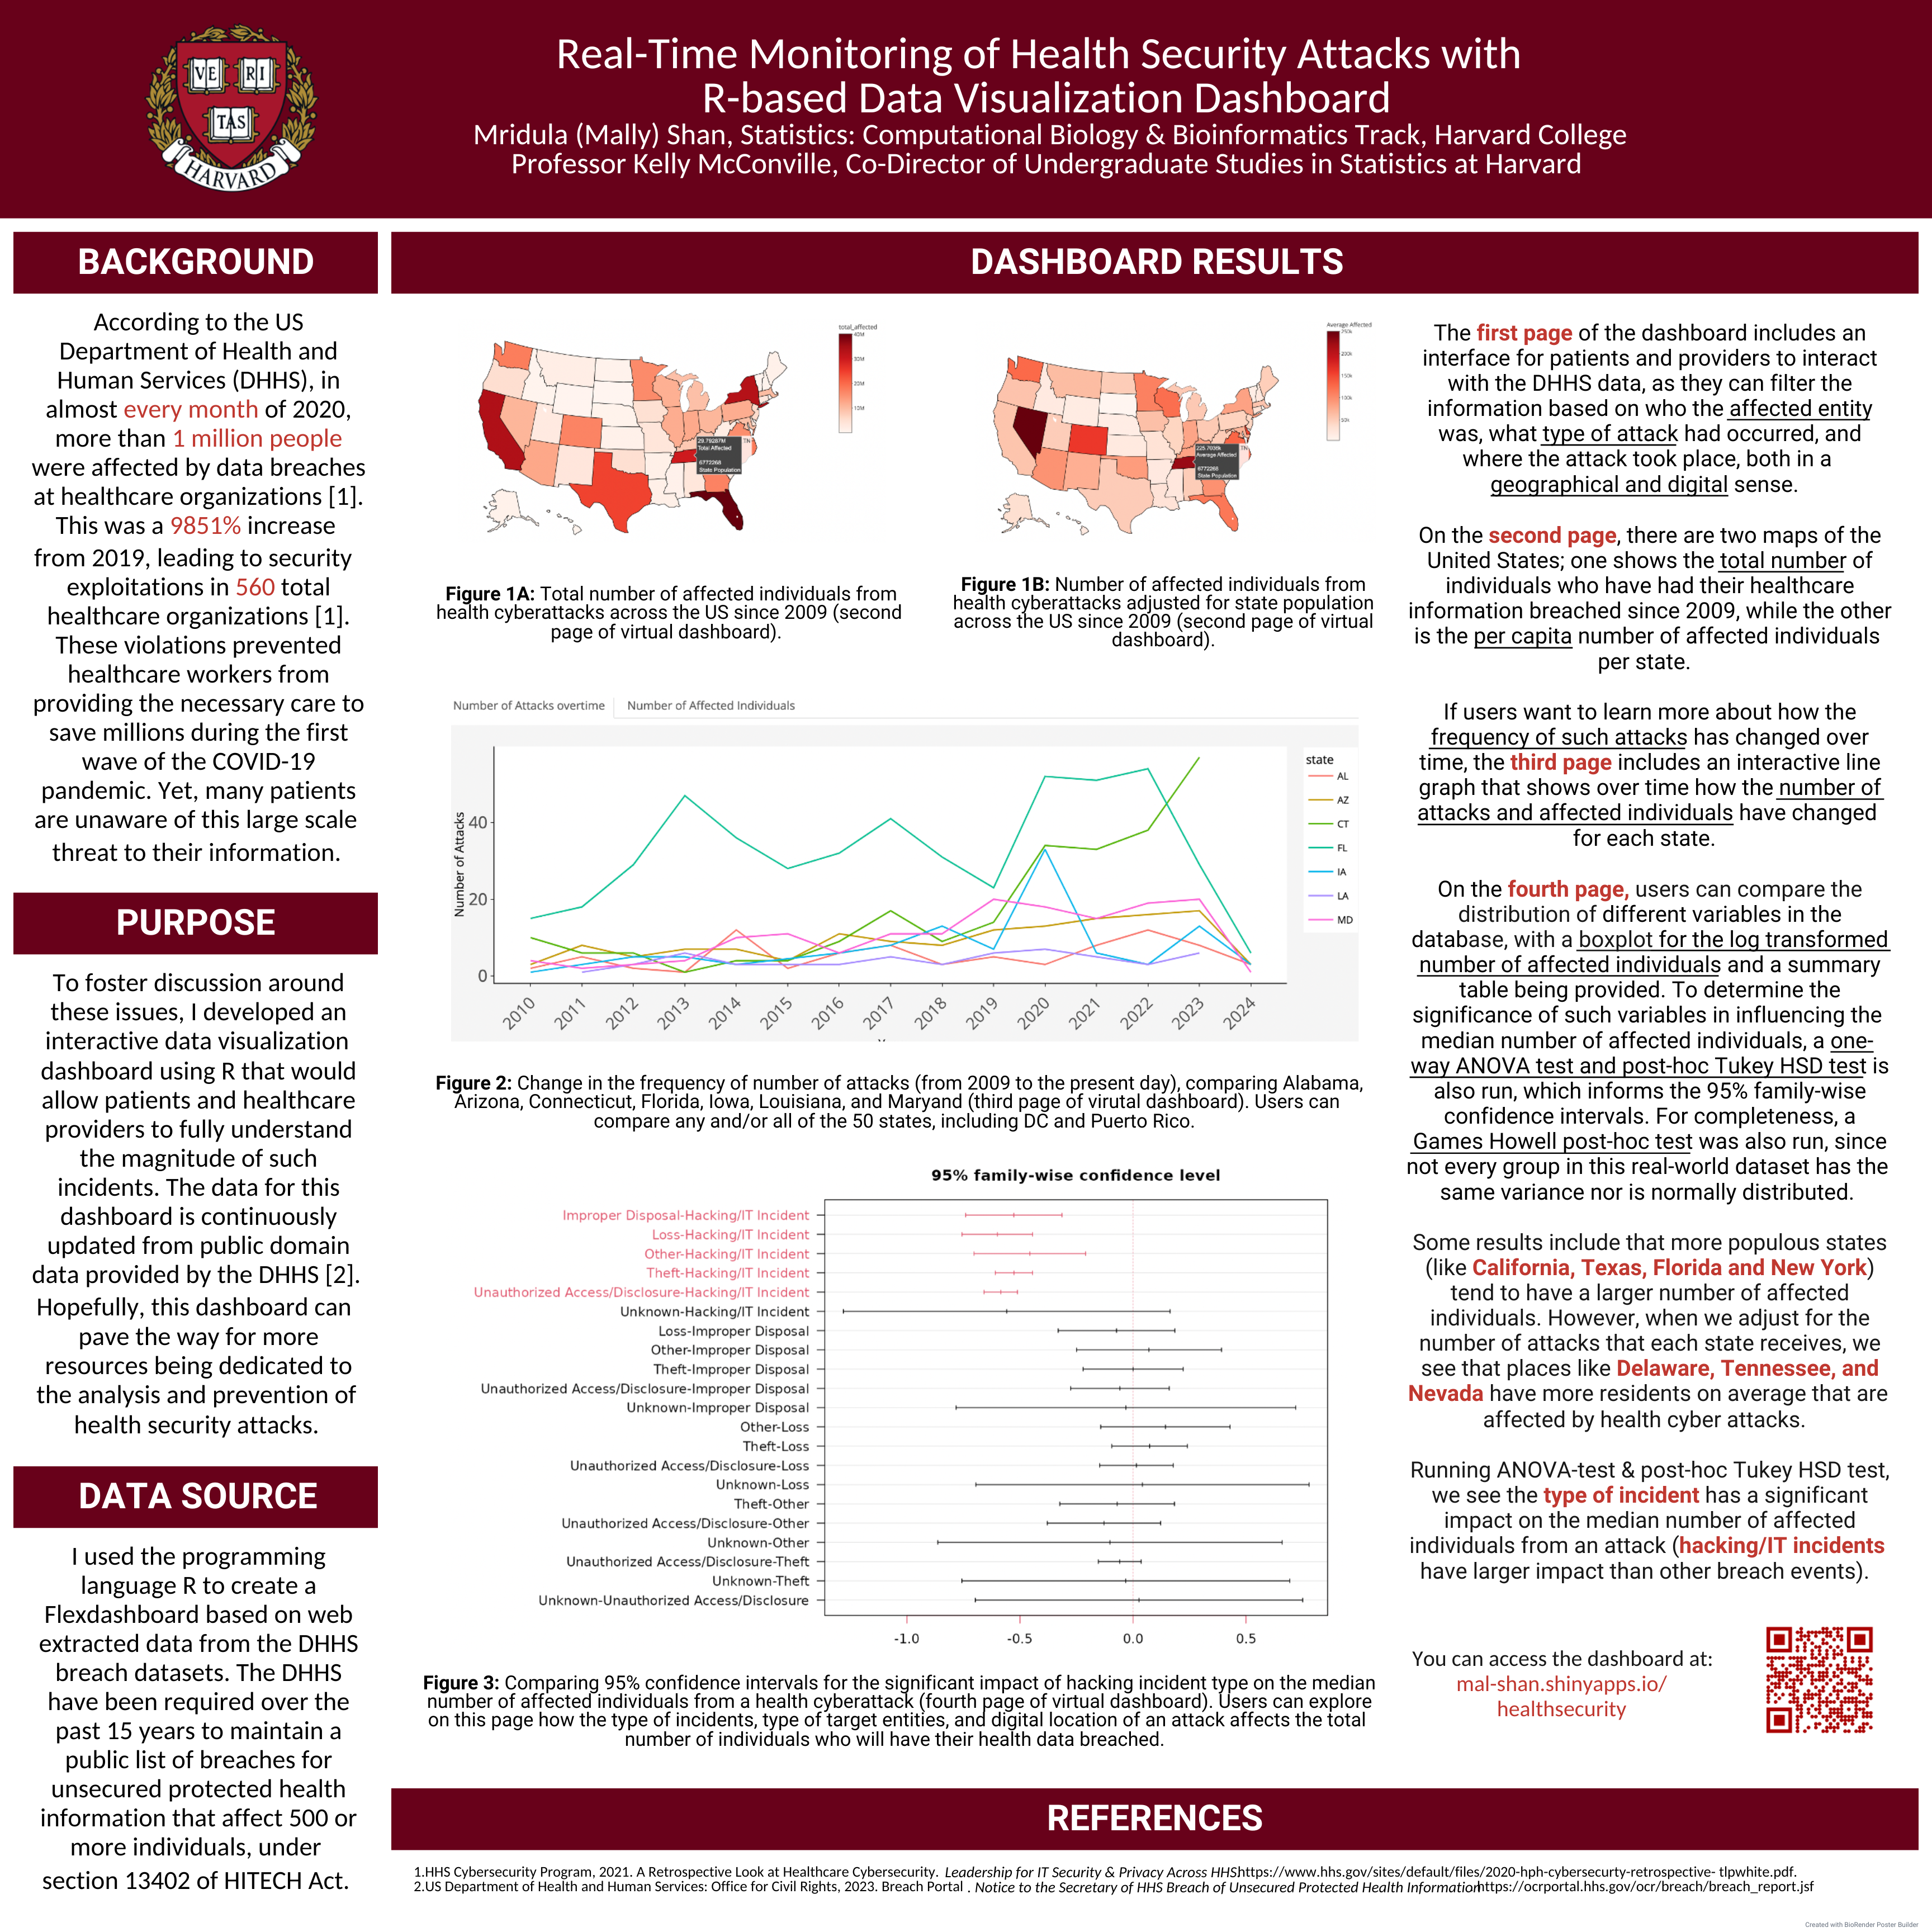 VE RI
TAS
HARVARD
Real-Time Monitoring of Health Security Attacks with
R-based Data Visualization Dashboard
Mridula (Mally) Shan, Statistics: Computational Biology & Bioinformatics Track, Harvard College
Professor Kelly McConville, Co-Director of Undergraduate Studies in Statistics at Harvard
BACKGROUND
According to the US
Department of Health and
Human Services (DHHS), in
almost every month of 2020,
more than 1 million people
were affected by data breaches
at healthcare organizations [1].
This was a 9851% increase
from 2019, leading to security
exploitations in 560 total
healthcare organizations [1].
These violations prevented
healthcare workers from
providing the necessary care to
save millions during the first
wave of the COVID-19
pandemic. Yet, many patients
are unaware of this large scale
threat to their information.
PURPOSE
To foster discussion around
these issues, I developed an
interactive data visualization
dashboard using R that would
allow patients and healthcare
providers to fully understand
the magnitude of such
incidents. The data for this
dashboard is continuously
updated from public domain
data provided by the DHHS [2].
Hopefully, this dashboard can
pave the way for more
resources being dedicated to
the analysis and prevention of
health security attacks.
DATA SOURCE
I used the programming
language R to create a
Flexdashboard based on web
extracted data from the DHHS
breach datasets. The DHHS
have been required over the
past 15 years to maintain a
public list of breaches for
unsecured protected health
information that affect 500 or
more individuals, under
section 13402 of HITECH Act.
DASHBOARD RESULTS
total_affected
40M
30M
20M
10M
29.79287M
Total Affected
6772268
State Population
TN
Figure 1A: Total number of affected individuals from
health cyberattacks across the US since 2009 (second
page of virtual dashboard).
Average Affected
250k
200k
150k
100k
50k
Average Affected
6772268
State Population
TN
Figure 1B: Number of affected individuals from
health cyberattacks adjusted for state population
across the US since 2009 (second page of virtual
dashboard).
Number of Attacks overtime
Number of Affected Individuals
Number of Attacks
40
20
0
2010 2011 2012 2013 2014 2015 2016 2017 2018 2019 2020 2021 2022 2023 2024
state
AL
AZ
CT
FL
IA
LA
MD
Figure 2: Change in the frequency of number of attacks (from 2009 to the present day), comparing Alabama,
Arizona, Connecticut, Florida, Iowa, Louisiana, and Maryand (third page of virutal dashboard). Users can
compare any and/or all of the 50 states, including DC and Puerto Rico.
95% family-wise confidence level
Improper Disposal-Hacking/IT Incident
Loss-Hacking/IT Incident
Other-Hacking/IT Incident
Theft-Hacking/IT Incident
Unauthorized Access/Disclosure-Hacking/IT Incident
Unknown-Hacking/IT Incident
Loss-Improper Disposal
Other-Improper Disposal
Theft-Improper Disposal
Unauthorized Access/Disclosure-Improper Disposal
Unknown-Improper Disposal
Other-Loss
Theft-Loss
Unauthorized Access/Disclosure-Loss
Unknown-Loss
Theft-Other
Unauthorized Access/Disclosure-Other
Unknown-Other
Unauthorized Access/Disclosure-Theft
Unknown-Theft
Unknown-Unauthorized Access/Disclosure
-1.0 -0.5 0.0 0.5
Figure 3: Comparing 95% confidence intervals for the significant impact of hacking incident type on the median
number of affected individuals from a health cyberattack (fourth page of virtual dashboard). Users can explore
on this page how the type of incidents, type of target entities, and digital location of an attack affects the total
number of individuals who will have their health data breached.
The first page of the dashboard includes an
interface for patients and providers to interact
with the DHHS data, as they can filter the
information based on who the affected entity
was, what type of attack had occurred, and
where the attack took place, both in a
geographical and digital sense.
On the second page, there are two maps of the
United States; one shows the total number of
individuals who have had their healthcare
information breached since 2009, while the other
is the per capita number of affected individuals
per state.
If users want to learn more about how the
frequency of such attacks has changed over
time, the third page includes an interactive line
graph that shows over time how the number of
attacks and affected individuals have changed
for each state.
On the fourth page, users can compare the
distribution of different variables in the
database, with a boxplot for the log transformed
number of affected individuals and a summary
table being provided. To determine the
significance of such variables in influencing the
median number of affected individuals, a one-
way ANOVA test and post-hoc Tukey HSD test is
also run, which informs the 95% family-wise
confidence intervals. For completeness, a
Games Howell post-hoc test was also run, since
not every group in this real-world dataset has the
same variance nor is normally distributed.
Some results include that more populous states
(like California, Texas, Florida and New York)
tend to have a larger number of affected
individuals. However, when we adjust for the
number of attacks that each state receives, we
see that places like Delaware, Tennessee, and
Nevada have more residents on average that are
affected by health cyber attacks.
Running ANOVA-test & post-hoc Tukey HSD test,
we see the type of incident has a significant
impact on the median number of affected
individuals from an attack (hacking/IT incidents
have larger impact than other breach events).
You can access the dashboard at:
mal-shan.shinyapps.io/
healthsecurity
REFERENCES
1.HHS Cybersecurity Program, 2021. A Retrospective Look at Healthcare Cybersecurity. Leadership for IT Security & Privacy Across HHShttps://www.hhs.gov/sites/default/files/2020-hph-cybersecurty-retrospective- tlpwhite.pdf.
2.US Department of Health and Human Services: Office for Civil Rights, 2023. Breach Portal . Notice to the Secretary of HHS Breach of Unsecured Protected Health Informationhttps://ocrportal.hhs.gov/ocr/breach/breach_report.jsf
Created with BioRender Poster Builder